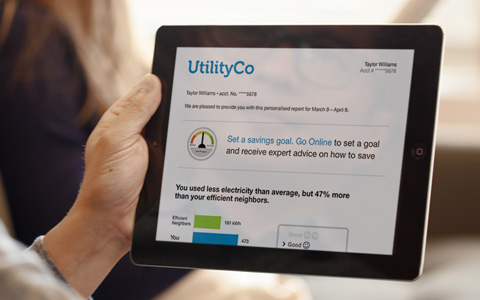 UtilityCo
Taylor Williams
Acct # ****5678
Taylor Williams • acct. No. ****5678
We are pleased to provide you with this personalised report for March 9 – April 9.
Set a savings goal. Go Online to set a goal
and receive expert advice on how to save
You used less electricity than average, but 47% more
than your efficient neighbors.
Efficient
Neighbors
181 kWh
Good
You
473
> Good